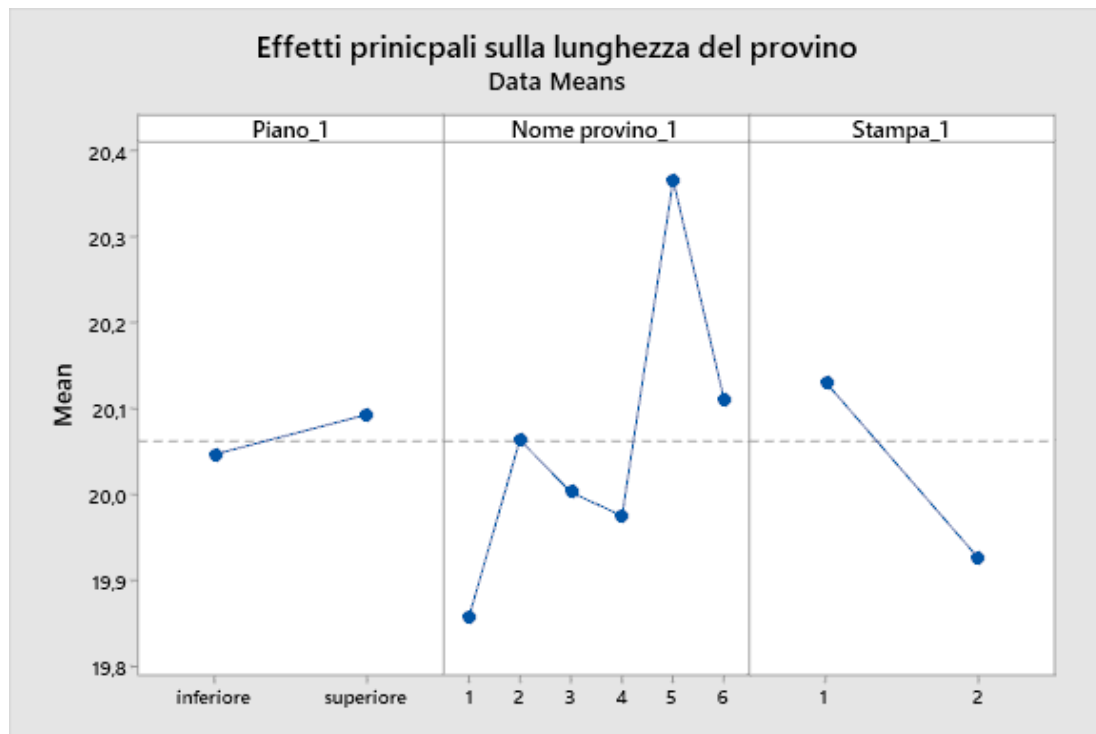 Effetti prinicpali sulla lunghezza del provino
Data Means
Piano_1 Nome provino_1 Stampa_1
Mean
20,4
20,3
20,2
20,1
20,0
19,9
19,8
inferiore superiore 1 2 3 4 5 6 1 2